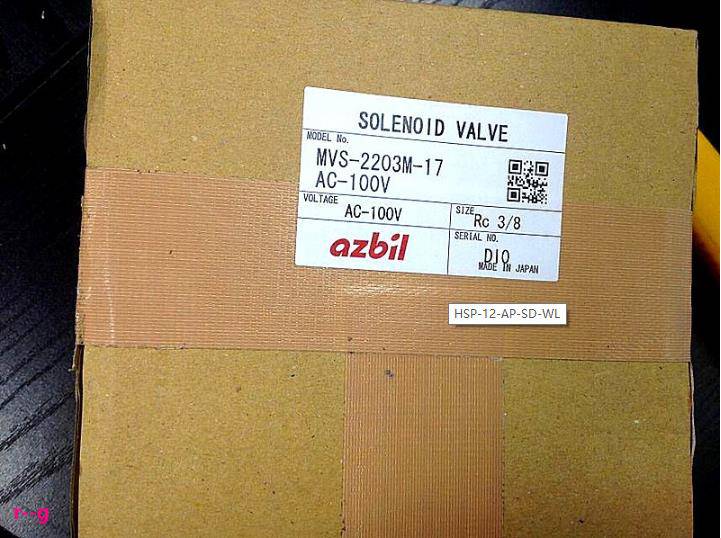 SOLENOID VALVE
MODEL No.
MVS-2203M-17
AC-100V
VOLTAGE
AC-100V
SIZE
Rc 3/8
azbil
SERIAL NO.
DIO
MADE IN JAPAN
HSP-12-AP-SD-WL
r--g